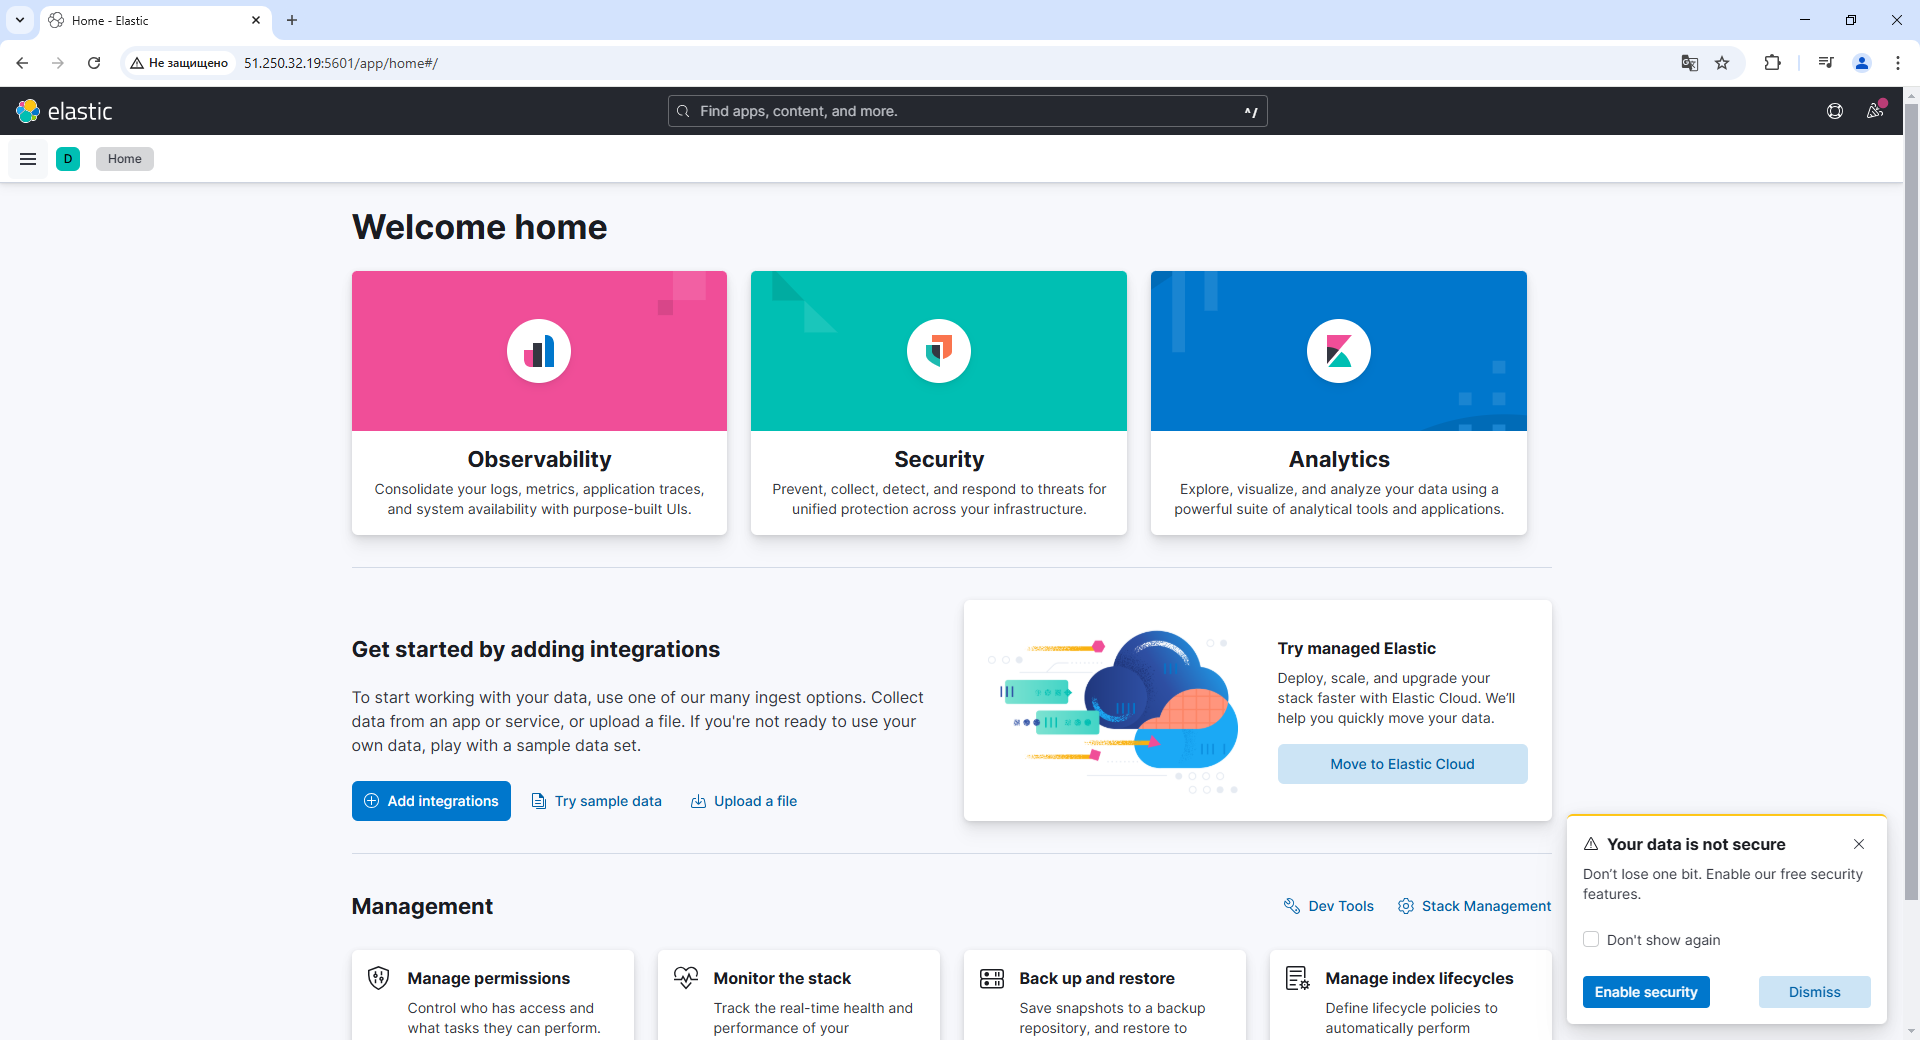 Home - Elastic
Не защищено
51.250.32.19:5601/app/home#/
elastic
Find apps, content, and more.
^/
D
Home
Welcome home
Observability
Consolidate your logs, metrics, application traces,
and system availability with purpose-built UIs.
Security
Prevent, collect, detect, and respond to threats for
unified protection across your infrastructure.
Analytics
Explore, visualize, and analyze your data using a
powerful suite of analytical tools and applications.
Get started by adding integrations
To start working with your data, use one of our many ingest options. Collect
data from an app or service, or upload a file. If you're not ready to use your
own data, play with a sample data set.
Add integrations
Try sample data
Upload a file
Try managed Elastic
Deploy, scale, and upgrade your
stack faster with Elastic Cloud. We’ll
help you quickly move your data.
Move to Elastic Cloud
Management
Dev Tools
Stack Management
Manage permissions
Control who has access and
what tasks they can perform.
Monitor the stack
Track the real-time health and
performance of your
Back up and restore
Save snapshots to a backup
repository, and restore to
Manage index lifecycles
Define lifecycle policies to
automatically perform
Your data is not secure
Don’t lose one bit. Enable our free security
features.
Don't show again
Enable security
Dismiss